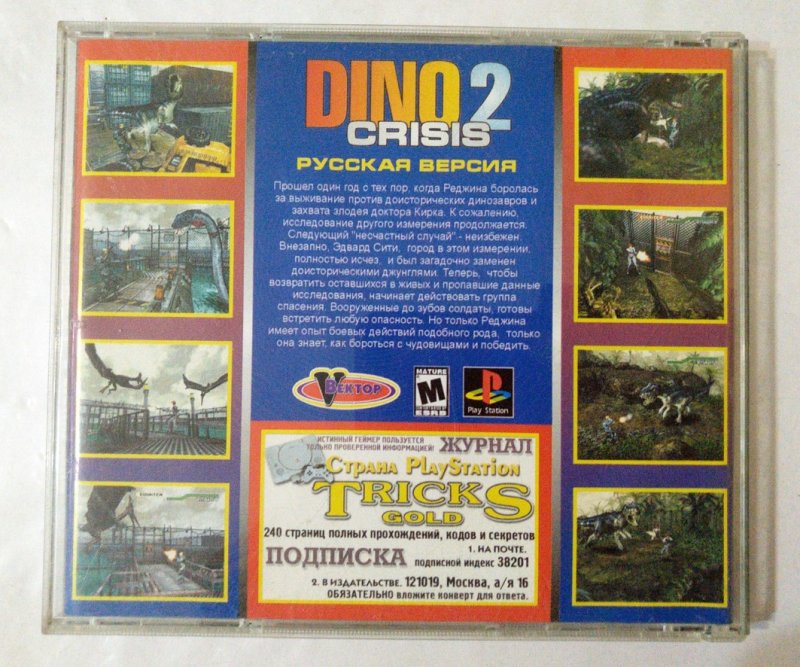 DINO 2
CRISIS
РУССКАЯ ВЕРСИЯ
Прошел один год с тех пор, когда Реджина боролась
за выживание против доисторических динозавров и
захвата злодея доктора Кирка. К сожалению,
исследование другого измерения продолжается.
Следующий "несчастный случай" - неизбежен.
Внезапно, Эдвард Сити, город в этом измерении,
полностью исчез, и был загадочно заменен
доисторическими джунглями. Теперь, чтобы
возвратить оставшихся в живых и пропавшие данные
исследования, начинает действовать группа
спасения. Вооруженные до зубов солдаты, готовы
встретить любую опасность. Но только Реджина
имеет опыт боевых действий подобного рода, только
она знает, как бороться с чудовищами и победить.
Вектор
MATURE
M
ESRB
Play Station
ИСТИННЫЙ ГЕЙМЕР ПОЛЬЗУЕТСЯ
ТОЛЬКО ПРОВЕРЕННОЙ ИНФОРМАЦИЕЙ!
ЖУРНАЛ
СТРАНА PLAYSTATION
TRICKS
GOLD
240 страниц полных прохождений, кодов и секретов
ПОДПИСКА
1. НА ПОЧТЕ.
подписной индекс 38201
2. В ИЗДАТЕЛЬСТВЕ. 121019, Москва, а/я 16
ОБЯЗАТЕЛЬНО вложите конверт для ответа.